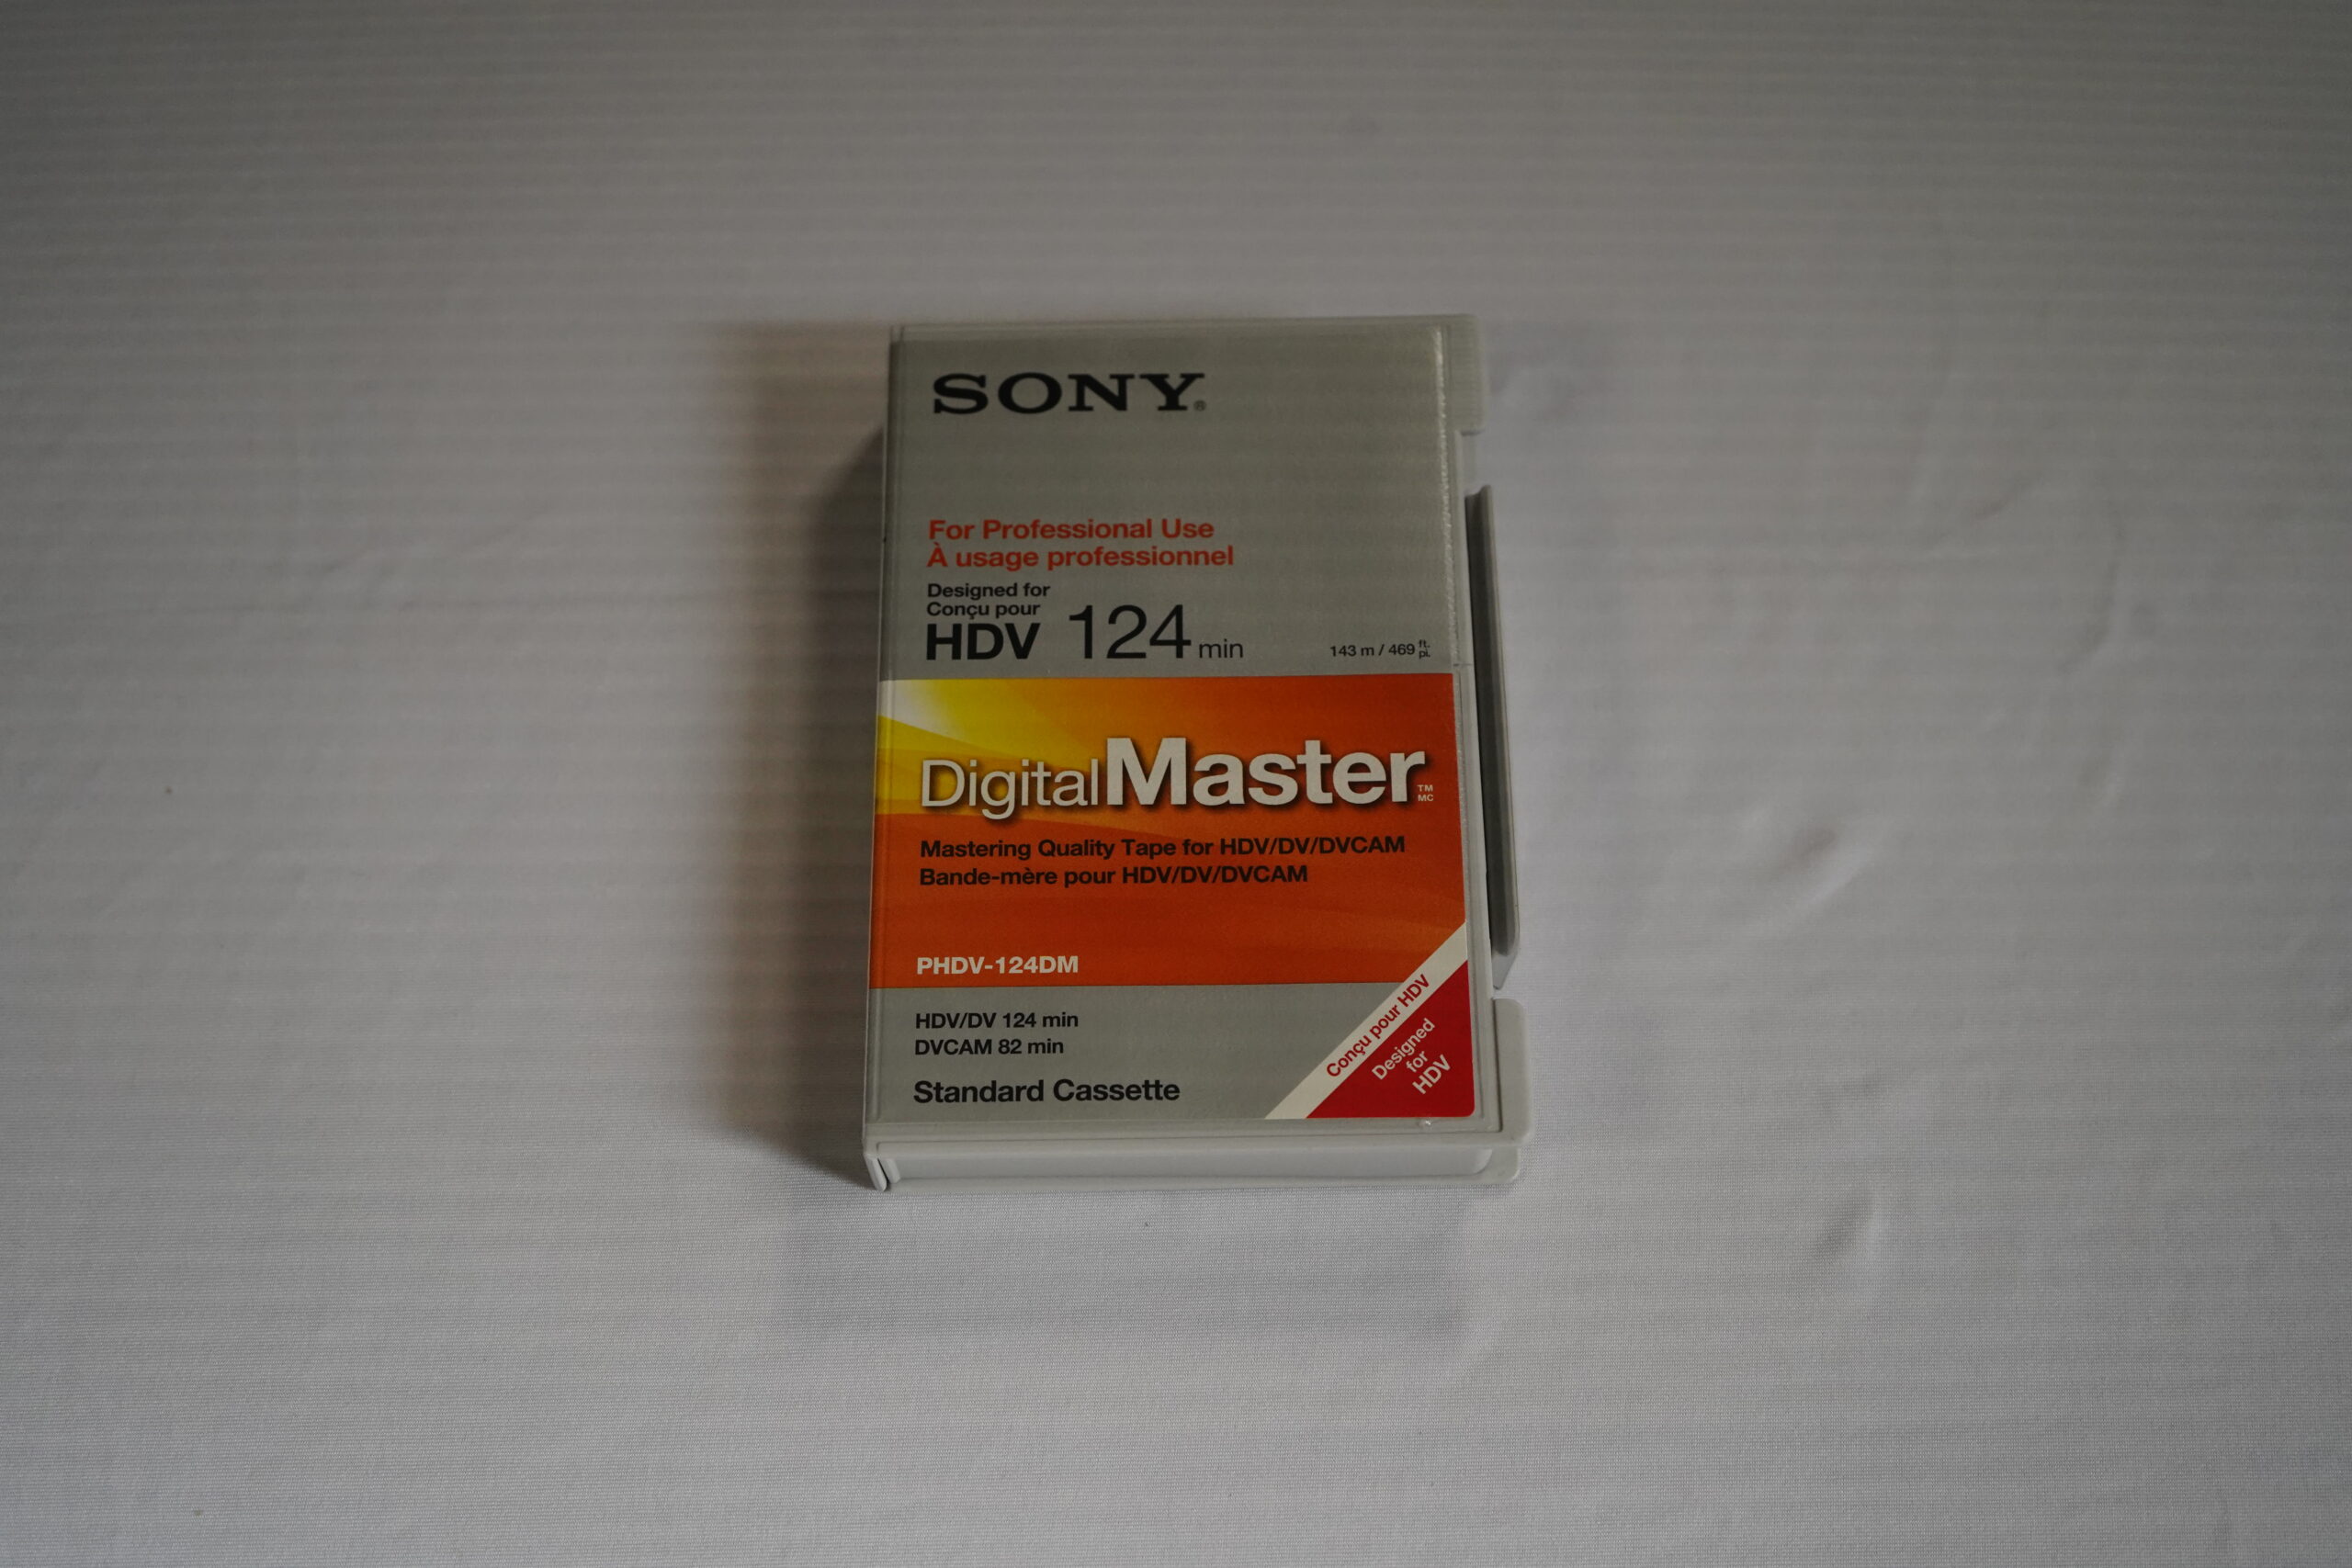 SONY®
For Professional Use
À usage professionnel
Designed for
Conçu pour
HDV 124 min
143 m / 469 ft. pi.
DigitalMaster TM MC
Mastering Quality Tape for HDV/DV/DVCAM
Bande-mère pour HDV/DV/DVCAM
PHDV-124DM
HDV/DV 124 min
DVCAM 82 min
Standard Cassette
Conçu pour HDV
Designed
for
HDV